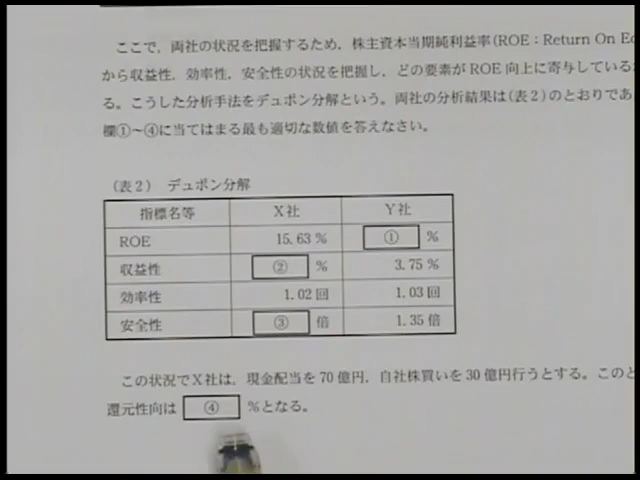 ここで，両社の状況を把握するため，株主資本当期純利益率(ROE：Return On Eq
から収益性，効率性，安全性の状況を把握し，どの要素がROE向上に寄与している
る。こうした分析手法をデュポン分解という。両社の分析結果は(表2)のとおりであ
欄①～④に当てはまる最も適切な数値を答えなさい。
(表2) デュポン分解
指標名等 X社 Y社
ROE 15.63 % ① %
収益性 ② % 3.75 %
効率性 1.02 回 1.03 回
安全性 ③ 倍 1.35 倍
この状況でX社は，現金配当を70億円，自社株買いを30億円行うとする。このと
還元性向は ④ %となる。